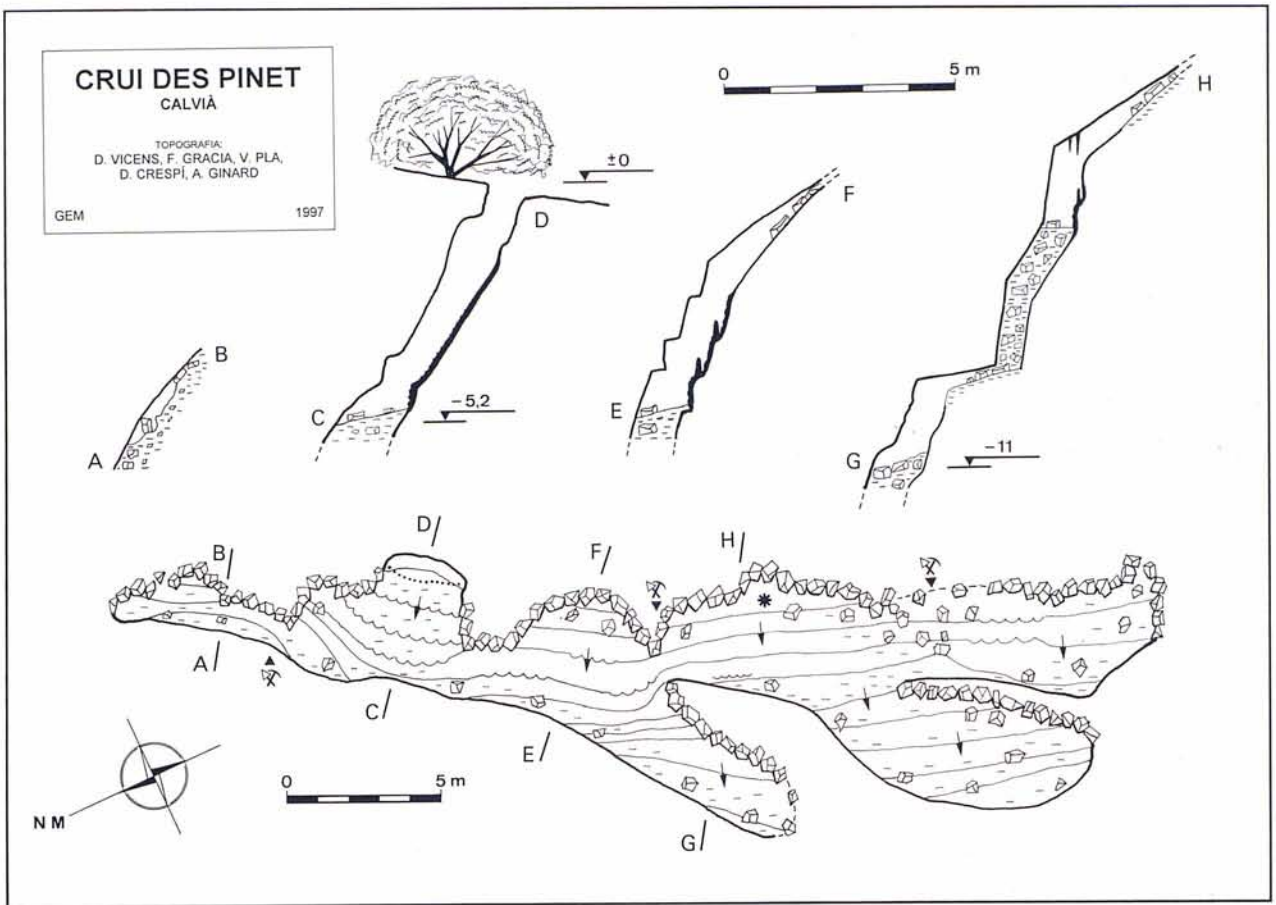 CRUI DES PINET
CALVIÀ
TOPOGRAFIA:
D. VICENS, F. GRACIA, V. PLA,
D. CRESPÍ, A. GINARD
GEM 1997
0 5 m
H
±0
D
F
B
C
-5,2
E
A
G
-11
D
B
F
H
A
C
E
G
0 5 m
N M